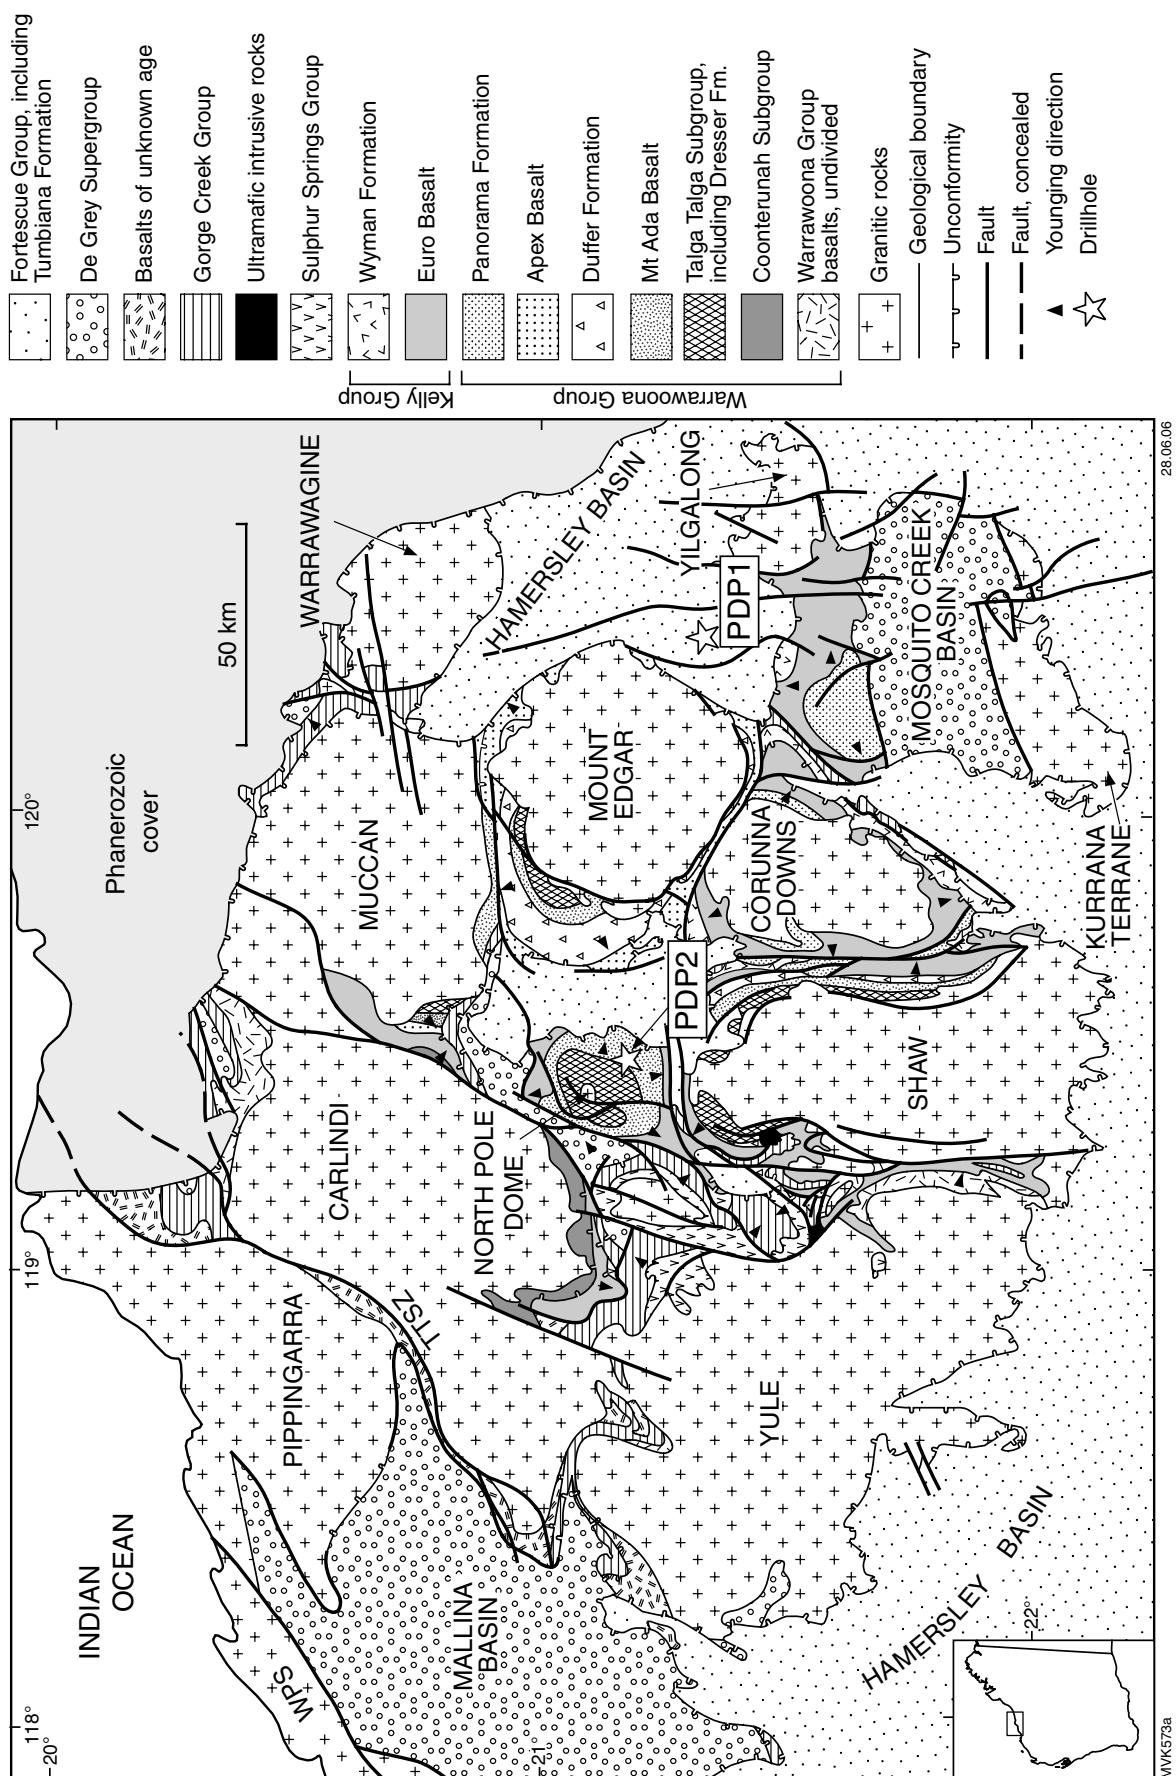 Fortescue Group, including
Tumbiana Formation
De Grey Supergroup
Basalts of unknown age
Gorge Creek Group
Ultramafic intrusive rocks
Sulphur Springs Group
Wyman Formation
Euro Basalt
Panorama Formation
Apex Basalt
Duffer Formation
Mt Ada Basalt
Talga Talga Subgroup,
including Dresser Fm.
Coonterunah Subgroup
Warrawoona Group
basalts, undivided
Granitic rocks
Geological boundary
Unconformity
Fault
Fault, concealed
Younging direction
Drillhole
Kelly Group
Warrawoona Group
118°
119°
120°
20°
21°
22°
INDIAN
OCEAN
Phanerozoic
cover
50 km
WARRAWAGINE
HAMERSLEY BASIN
YILGALONG
PDP1
MOSQUITO CREEK
BASIN
MUCCAN
MOUNT
EDGAR
CORUNNA
DOWNS
KURRANA
TERRANE
PDP2
CARLINDI
NORTH POLE
DOME
SHAW
PIPPINGARRA
TTSZ
YULE
WPS
MALLINA
BASIN
HAMERSLEY
BASIN
MVK573a
28.06.06